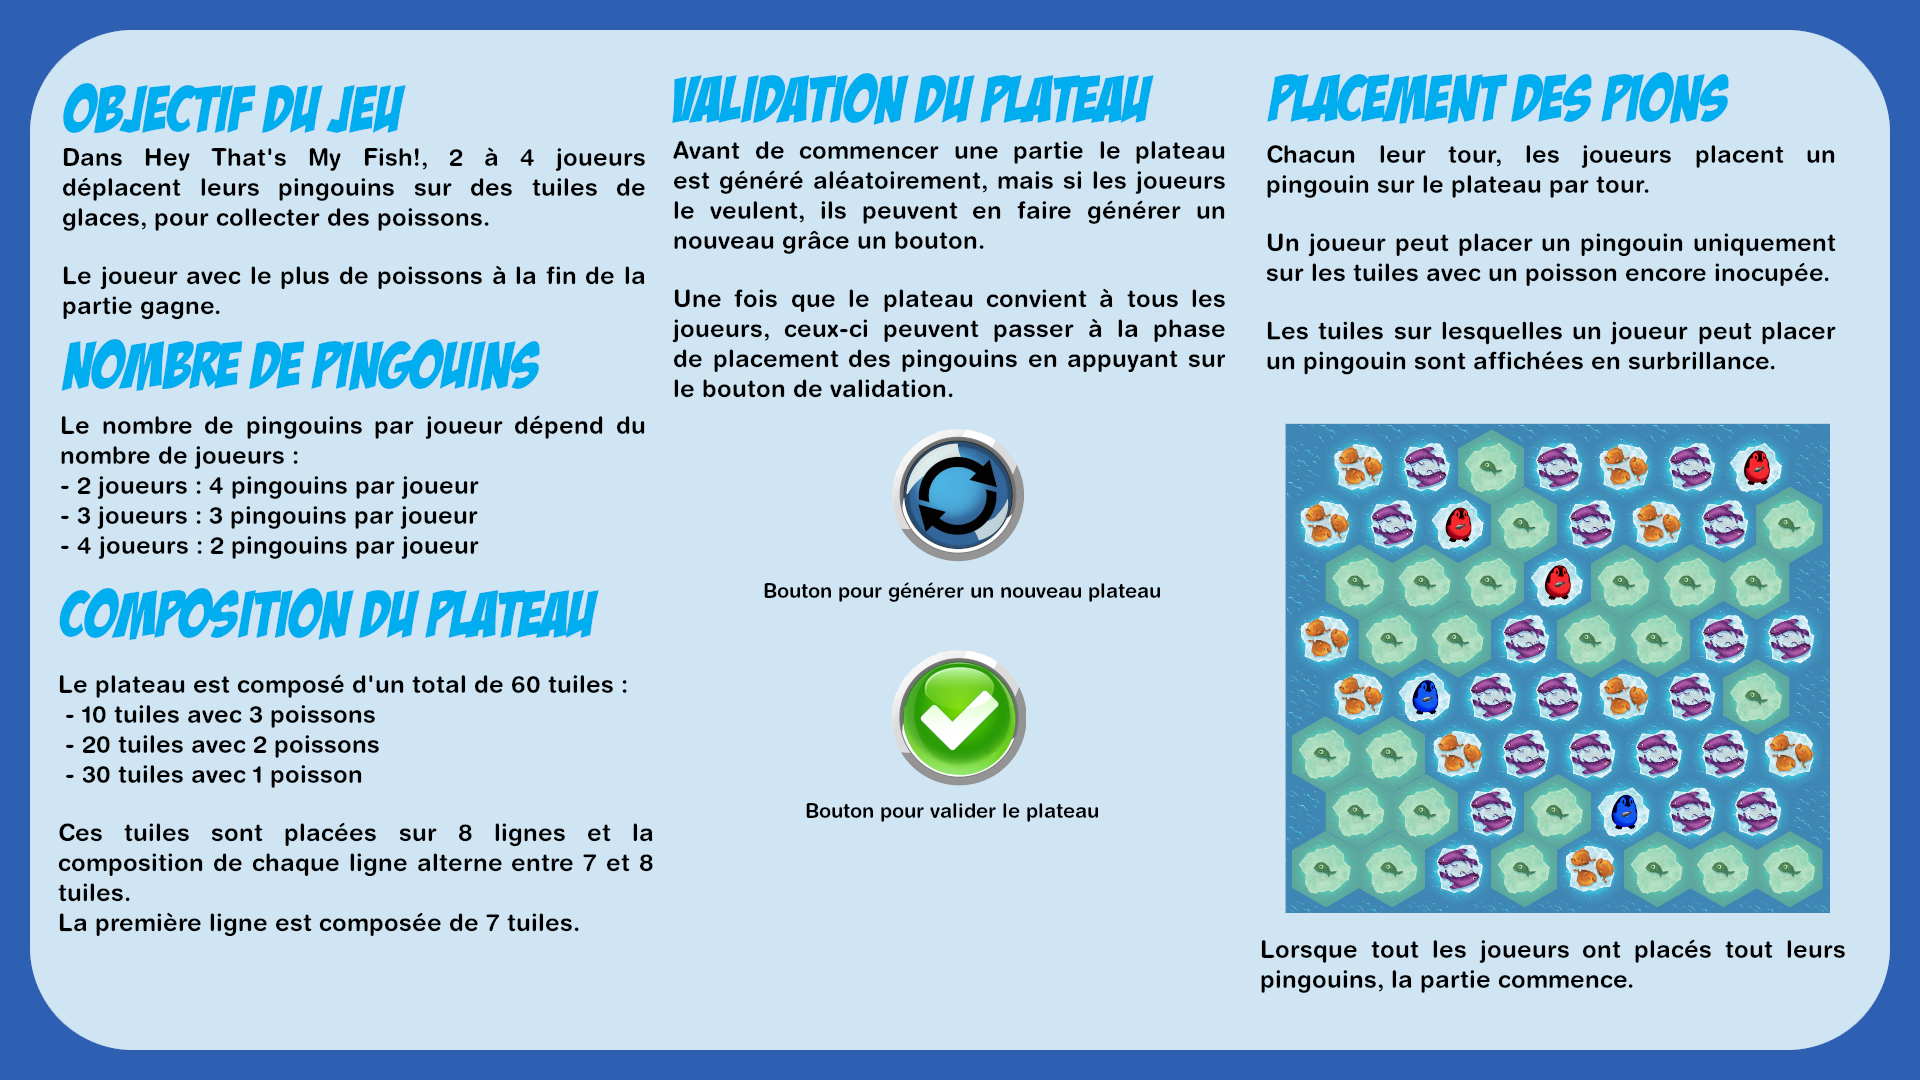 OBJECTIF DU JEU
Dans Hey That's My Fish!, 2 à 4 joueurs
déplacent leurs pingouins sur des tuiles de
glaces, pour collecter des poissons.
Le joueur avec le plus de poissons à la fin de la
partie gagne.
NOMBRE DE PINGOUINS
Le nombre de pingouins par joueur dépend du
nombre de joueurs :
- 2 joueurs : 4 pingouins par joueur
- 3 joueurs : 3 pingouins par joueur
- 4 joueurs : 2 pingouins par joueur
COMPOSITION DU PLATEAU
Le plateau est composé d'un total de 60 tuiles :
- 10 tuiles avec 3 poissons
- 20 tuiles avec 2 poissons
- 30 tuiles avec 1 poisson
Ces tuiles sont placées sur 8 lignes et la
composition de chaque ligne alterne entre 7 et 8
tuiles.
La première ligne est composée de 7 tuiles.
VALIDATION DU PLATEAU
Avant de commencer une partie le plateau
est généré aléatoirement, mais si les joueurs
le veulent, ils peuvent en faire générer un
nouveau grâce un bouton.
Une fois que le plateau convient à tous les
joueurs, ceux-ci peuvent passer à la phase
de placement des pingouins en appuyant sur
le bouton de validation.
Bouton pour générer un nouveau plateau
Bouton pour valider le plateau
PLACEMENT DES PIONS
Chacun leur tour, les joueurs placent un
pingouin sur le plateau par tour.
Un joueur peut placer un pingouin uniquement
sur les tuiles avec un poisson encore inocupée.
Les tuiles sur lesquelles un joueur peut placer
un pingouin sont affichées en surbrillance.
Lorsque tout les joueurs ont placés tout leurs
pingouins, la partie commence.